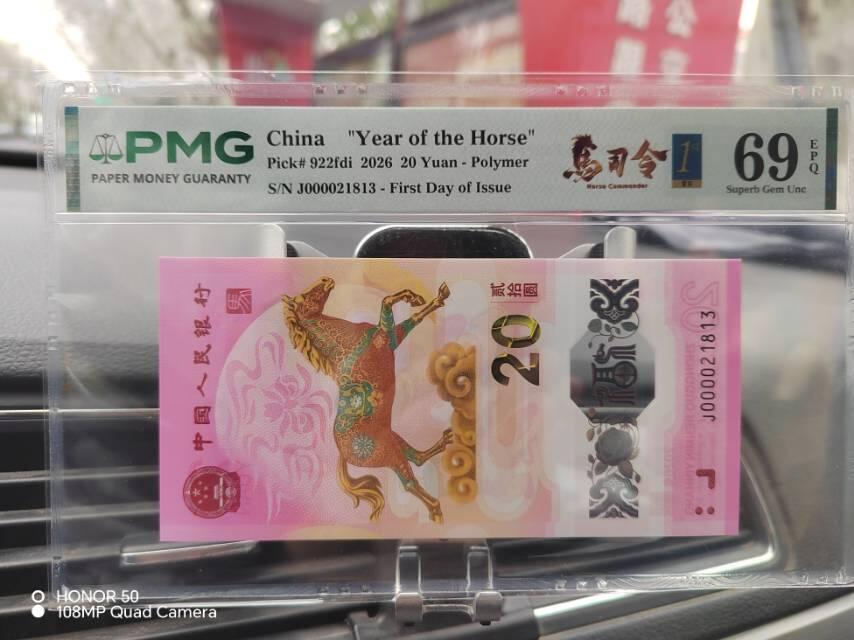 PMG
PAPER MONEY GUARANTY
China "Year of the Horse"
Pick# 922fdi 2026 20 Yuan - Polymer
S/N J000021813 - First Day of Issue
馬司令
Horse Commander
1st
69
EPQ
Superb Gem Unc
中国人民银行
贰拾圆
20
福
J000021813
HONOR 50
108MP Quad Camera